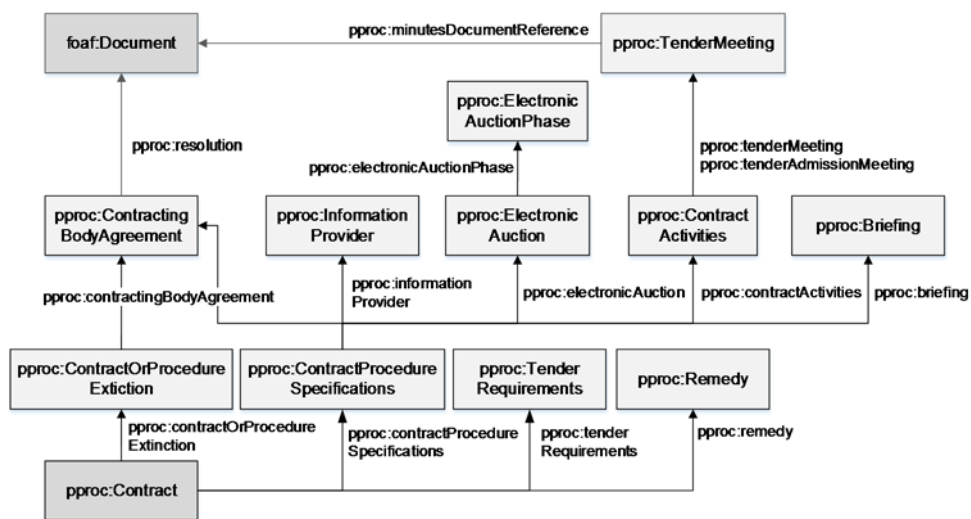 foaf:Document
pproc:minutesDocumentReference
pproc:TenderMeeting
pproc:Electronic
AuctionPhase
pproc:resolution
pproc:electronicAuctionPhase
pproc:tenderMeeting
pproc:tenderAdmissionMeeting
pproc:Contracting
BodyAgreement
pproc:Information
Provider
pproc:Electronic
Auction
pproc:Contract
Activities
pproc:Briefing
pproc:contractingBodyAgreement
pproc:information
Provider
pproc:electronicAuction
pproc:contractActivities
pproc:briefing
pproc:ContractOrProcedure
Extiction
pproc:ContractProcedure
Specifications
pproc:Tender
Requirements
pproc:Remedy
pproc:contractOrProcedure
Extinction
pproc:contractProcedure
Specifications
pproc:tender
Requirements
pproc:remedy
pproc:Contract